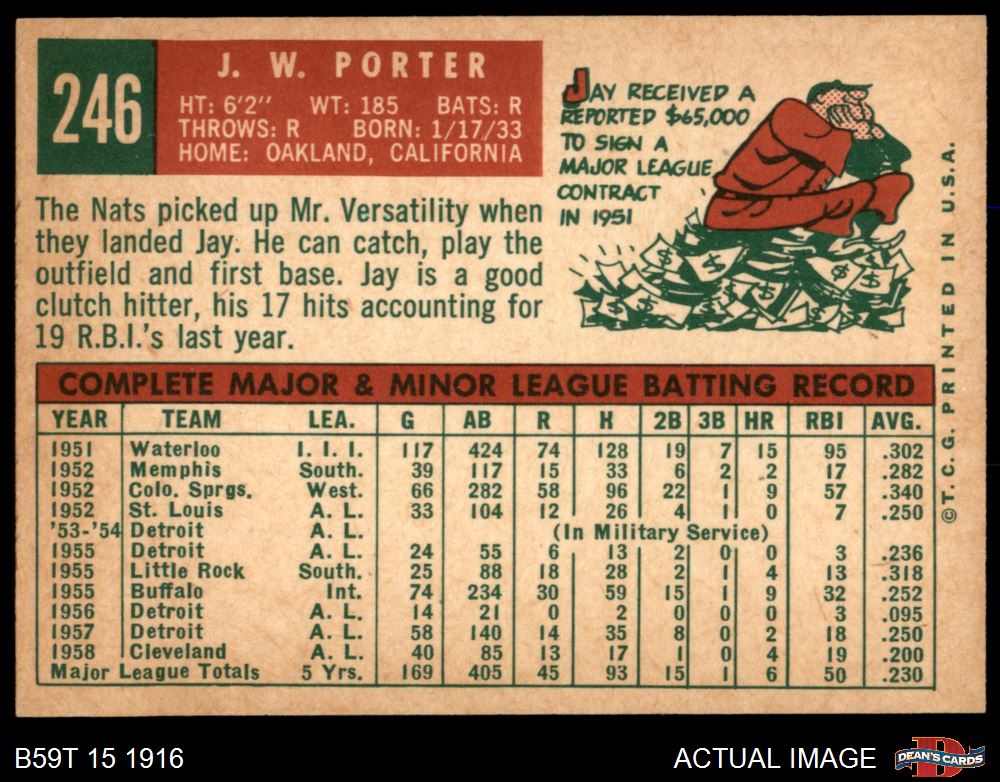 246
J. W. PORTER
HT: 6'2" WT: 185 BATS: R
THROWS: R BORN: 1/17/33
HOME: OAKLAND, CALIFORNIA
JAY RECEIVED A
REPORTED $65,000
TO SIGN A
MAJOR LEAGUE
CONTRACT
IN 1951
The Nats picked up Mr. Versatility when
they landed Jay. He can catch, play the
outfield and first base. Jay is a good
clutch hitter, his 17 hits accounting for
19 R.B.I.'s last year.
COMPLETE MAJOR & MINOR LEAGUE BATTING RECORD
YEAR TEAM LEA. G AB R H 2B 3B HR RBI AVG.
1951 Waterloo I. I. I. 117 424 74 128 19 7 15 95 .302
1952 Memphis South. 39 117 15 33 6 2 2 17 .282
1952 Colo. Sprgs. West. 66 282 58 96 22 1 9 57 .340
1952 St. Louis A. L. 33 104 12 26 4 1 0 7 .250
'53-'54 Detroit A. L. (In Military Service)
1955 Detroit A. L. 24 55 6 13 2 0 0 3 .236
1955 Little Rock South. 25 88 18 28 2 1 4 13 .318
1955 Buffalo Int. 74 234 30 59 15 1 9 32 .252
1956 Detroit A. L. 14 21 0 2 0 0 0 3 .095
1957 Detroit A. L. 58 140 14 35 8 0 2 18 .250
1958 Cleveland A. L. 40 85 13 17 1 0 4 19 .200
Major League Totals 5 Yrs. 169 405 45 93 15 1 6 50 .230
© T. C. G. PRINTED IN U.S.A.
B59T 15 1916
ACTUAL IMAGE
D
DEAN'S CARDS